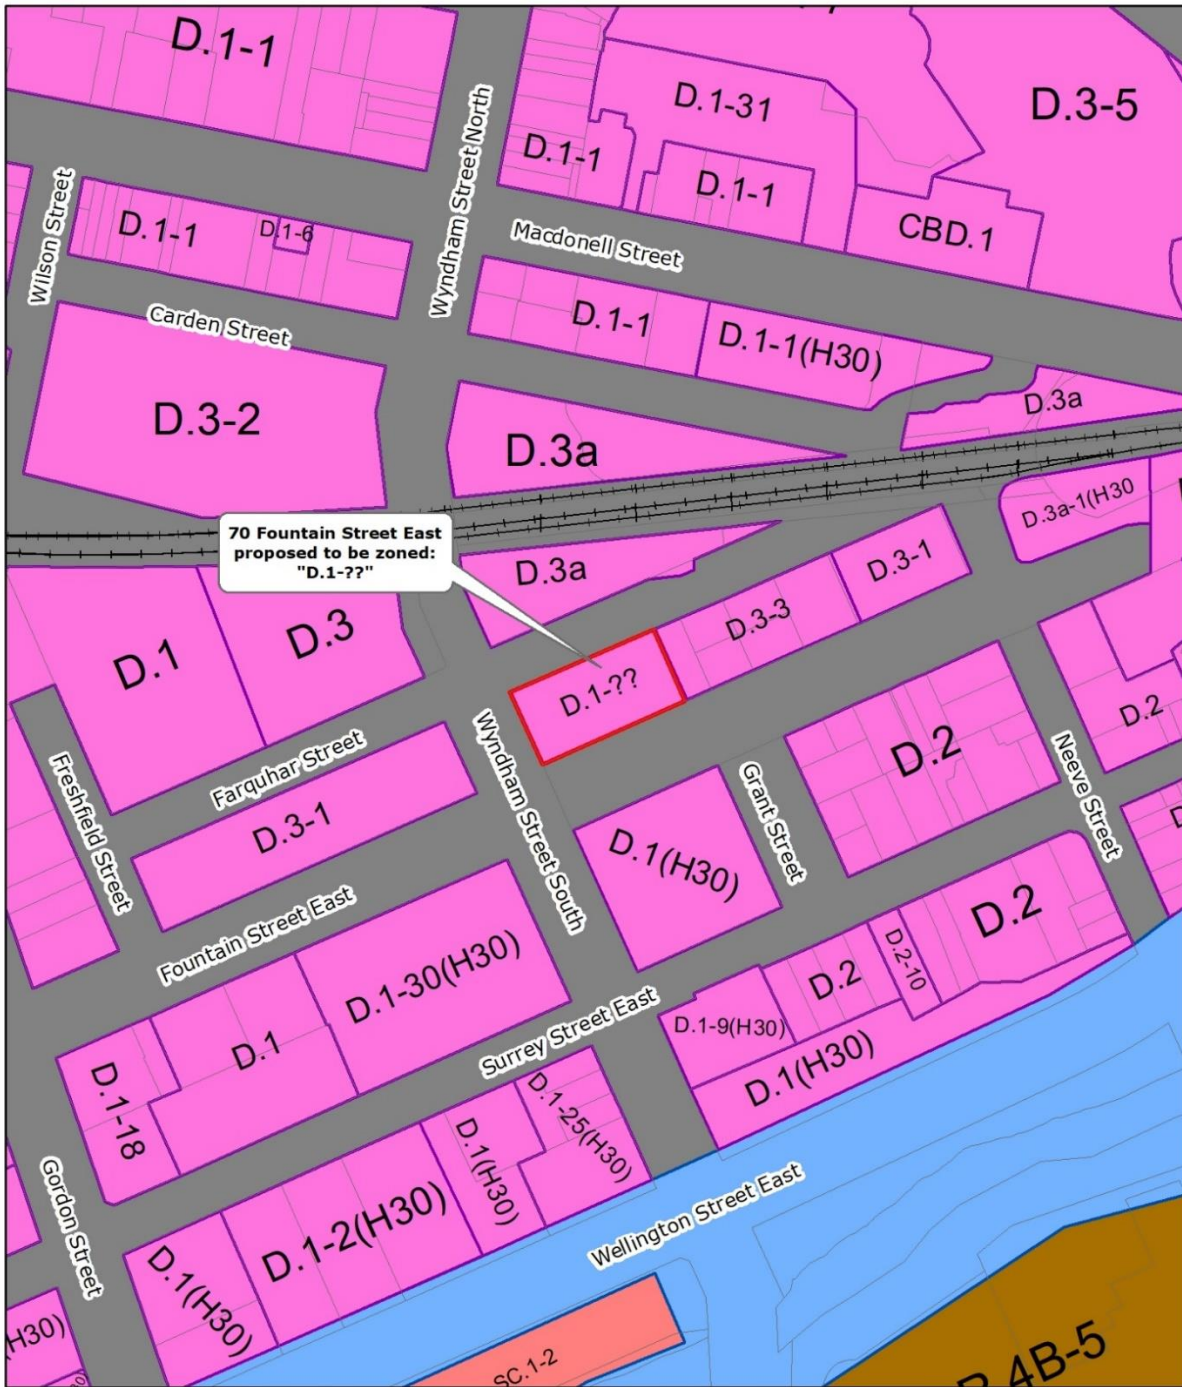 D.1-1
D.3-5
D.1-31
Wyndham Street North
D.1-1
D.1-1
CBD.1
Wilson Street
D.1-1
D.1-6
Macdonell Street
Carden Street
D.1-1
D.1-1(H30)
D.3-2
D.3a
D.3a
D.3a-1(H30
70 Fountain Street East
proposed to be zoned:
"D.1-??"
D.3a
D.3-1
D.3-3
D.1
D.3
D.1-??
D.2
D.2
Freshfield Street
Farquhar Street
Wyndham Street South
Grant Street
Neeve Street
D.3-1
D.1(H30)
Fountain Street East
D.1-30(H30)
D.2
D.2-10
D.2
D.1-9(H30)
D.1(H30)
D.1
D.1-18
Surrey Street East
D.1-25(H30)
D.1(H30)
Gordon Street
D.1-2(H30)
D.1(H30)
Wellington Street East
H30)
SC.1-2
4B-5